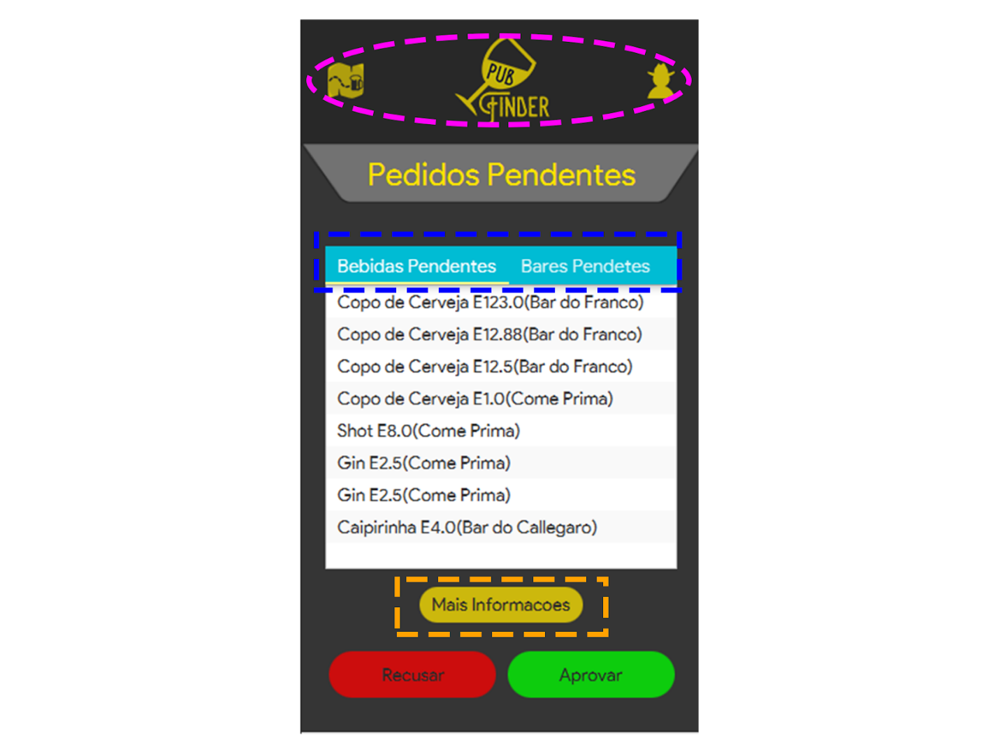 PUB
FINDER
Pedidos Pendentes
Bebidas Pendentes Bares Pendetes
Copo de Cerveja E123.0(Bar do Franco)
Copo de Cerveja E12.88(Bar do Franco)
Copo de Cerveja E12.5(Bar do Franco)
Copo de Cerveja E1.0(Come Prima)
Shot E8.0(Come Prima)
Gin E2.5(Come Prima)
Gin E2.5(Come Prima)
Caipirinha E4.0(Bar do Callegaro)
Mais Informacoes
Recusar Aprovar